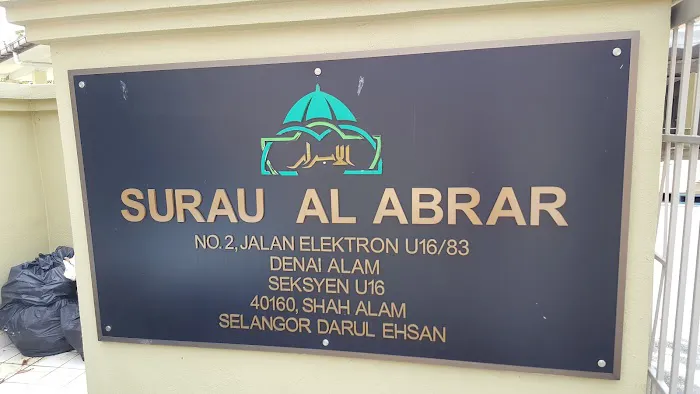 الابرار
SURAU AL ABRAR
NO. 2, JALAN ELEKTRON U16/83
DENAI ALAM
SEKSYEN U16
40160, SHAH ALAM
SELANGOR DARUL EHSAN